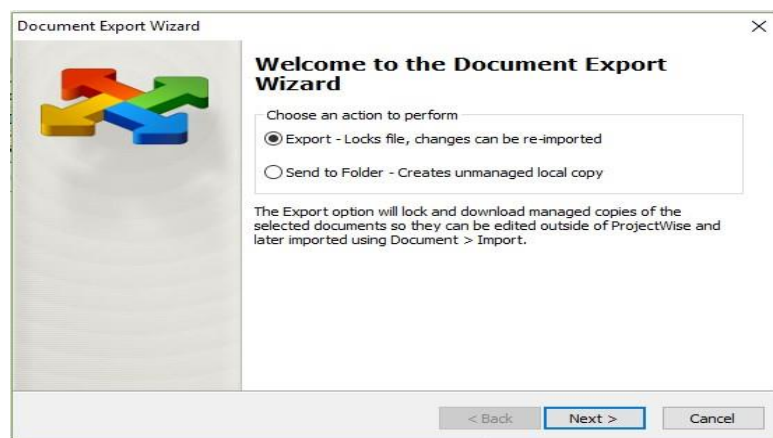 Document Export Wizard
Welcome to the Document Export
Wizard
Choose an action to perform
Export - Locks file, changes can be re-imported
Send to Folder - Creates unmanaged local copy
The Export option will lock and download managed copies of the
selected documents so they can be edited outside of ProjectWise and
later imported using Document > Import.
< Back Next > Cancel